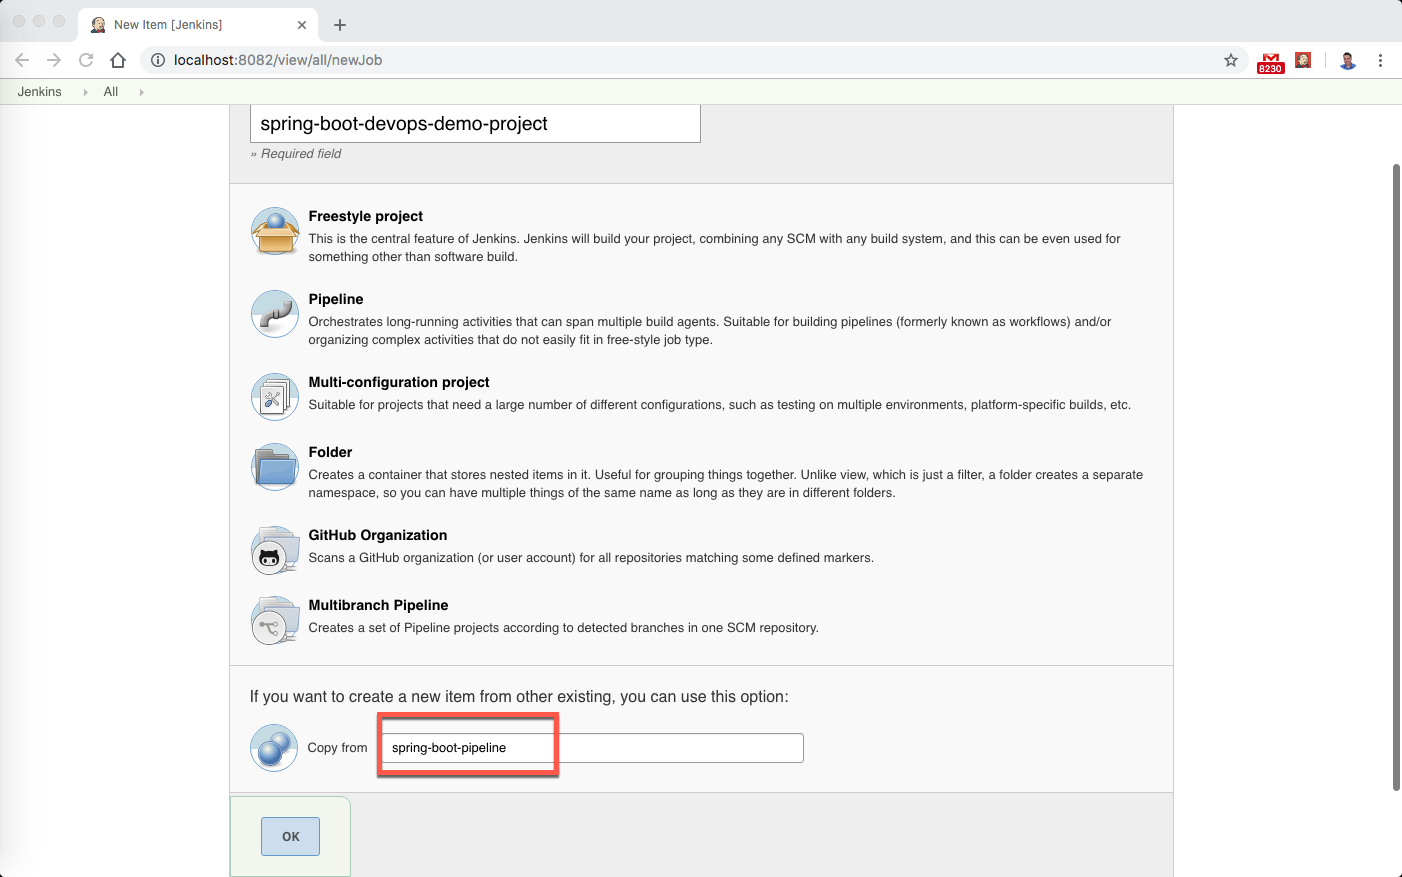 New Item [Jenkins]
localhost:8082/view/all/newJob
8230
Jenkins All
spring-boot-devops-demo-project
» Required field
Freestyle project
This is the central feature of Jenkins. Jenkins will build your project, combining any SCM with any build system, and this can be even used for
something other than software build.
Pipeline
Orchestrates long-running activities that can span multiple build agents. Suitable for building pipelines (formerly known as workflows) and/or
organizing complex activities that do not easily fit in free-style job type.
Multi-configuration project
Suitable for projects that need a large number of different configurations, such as testing on multiple environments, platform-specific builds, etc.
Folder
Creates a container that stores nested items in it. Useful for grouping things together. Unlike view, which is just a filter, a folder creates a separate
namespace, so you can have multiple things of the same name as long as they are in different folders.
GitHub Organization
Scans a GitHub organization (or user account) for all repositories matching some defined markers.
Multibranch Pipeline
Creates a set of Pipeline projects according to detected branches in one SCM repository.
If you want to create a new item from other existing, you can use this option:
Copy from spring-boot-pipeline
OK